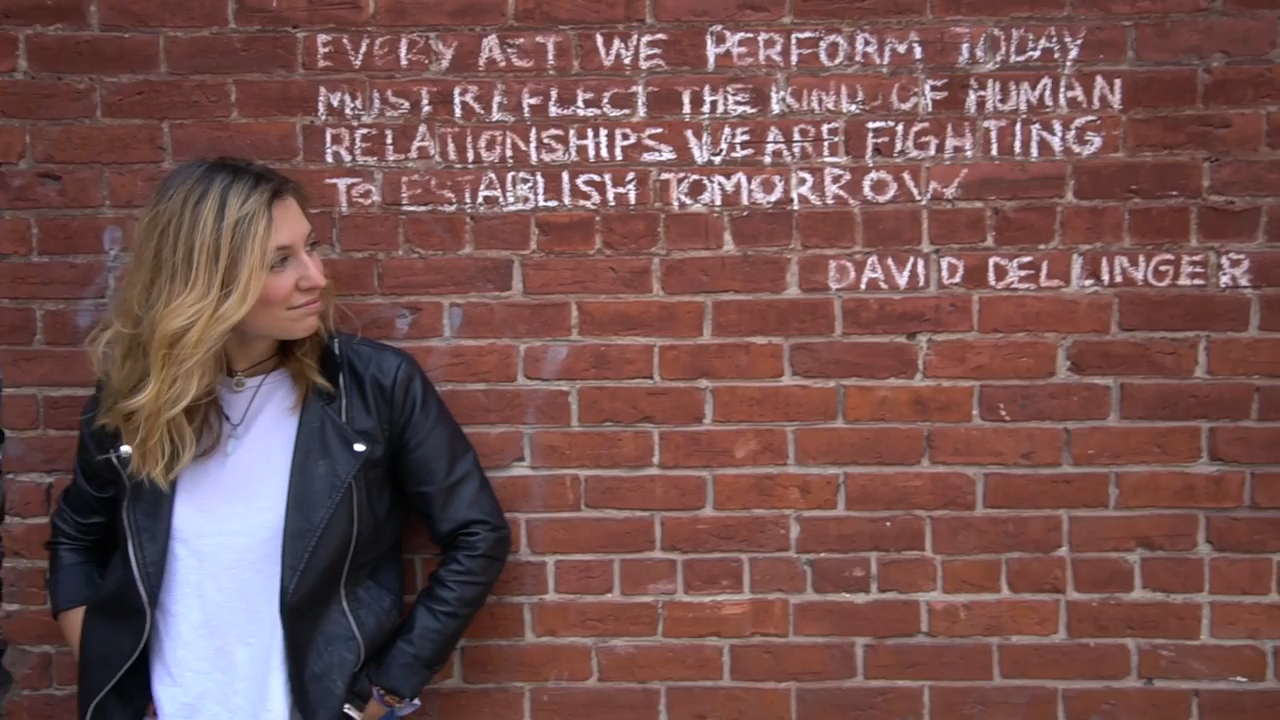 EVERY ACT WE PERFORM TODAY
MUST REFLECT THE KIND OF HUMAN
RELATIONSHIPS WE ARE FIGHTING
TO ESTABLISH TOMORROW
DAVID DELLINGER